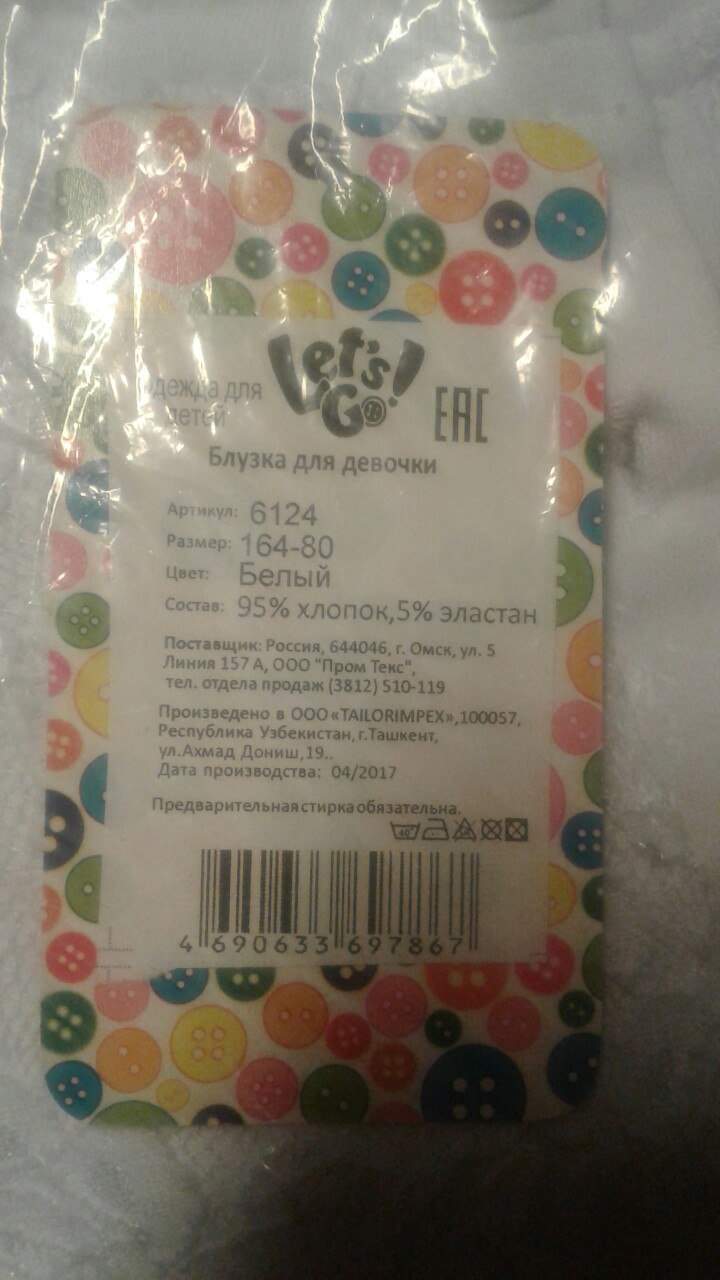 Let's Go!
одежда для
детей
EAC
Блузка для девочки
Артикул: 6124
Размер: 164-80
Цвет: Белый
Состав: 95% хлопок,5% эластан
Поставщик: Россия, 644046, г. Омск, ул. 5
Линия 157 А, ООО "Пром Текс",
тел. отдела продаж (3812) 510-119
Произведено в ООО «TAILORIMPEX»,100057,
Республика Узбекистан, г.Ташкент,
ул.Ахмад Дониш,19..
Дата производства: 04/2017
Предварительная стирка обязательна.
40°
4 690633 697867